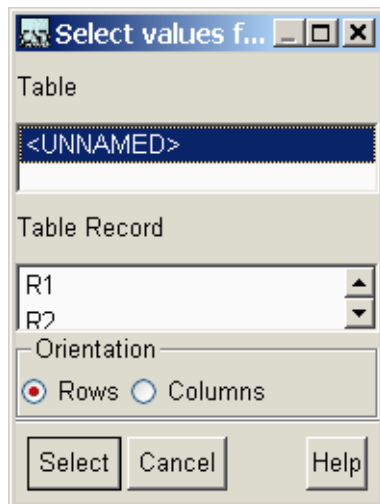 Select values f...
Table
<UNNAMED>
Table Record
R1
R2
Orientation
Rows Columns
Select Cancel Help